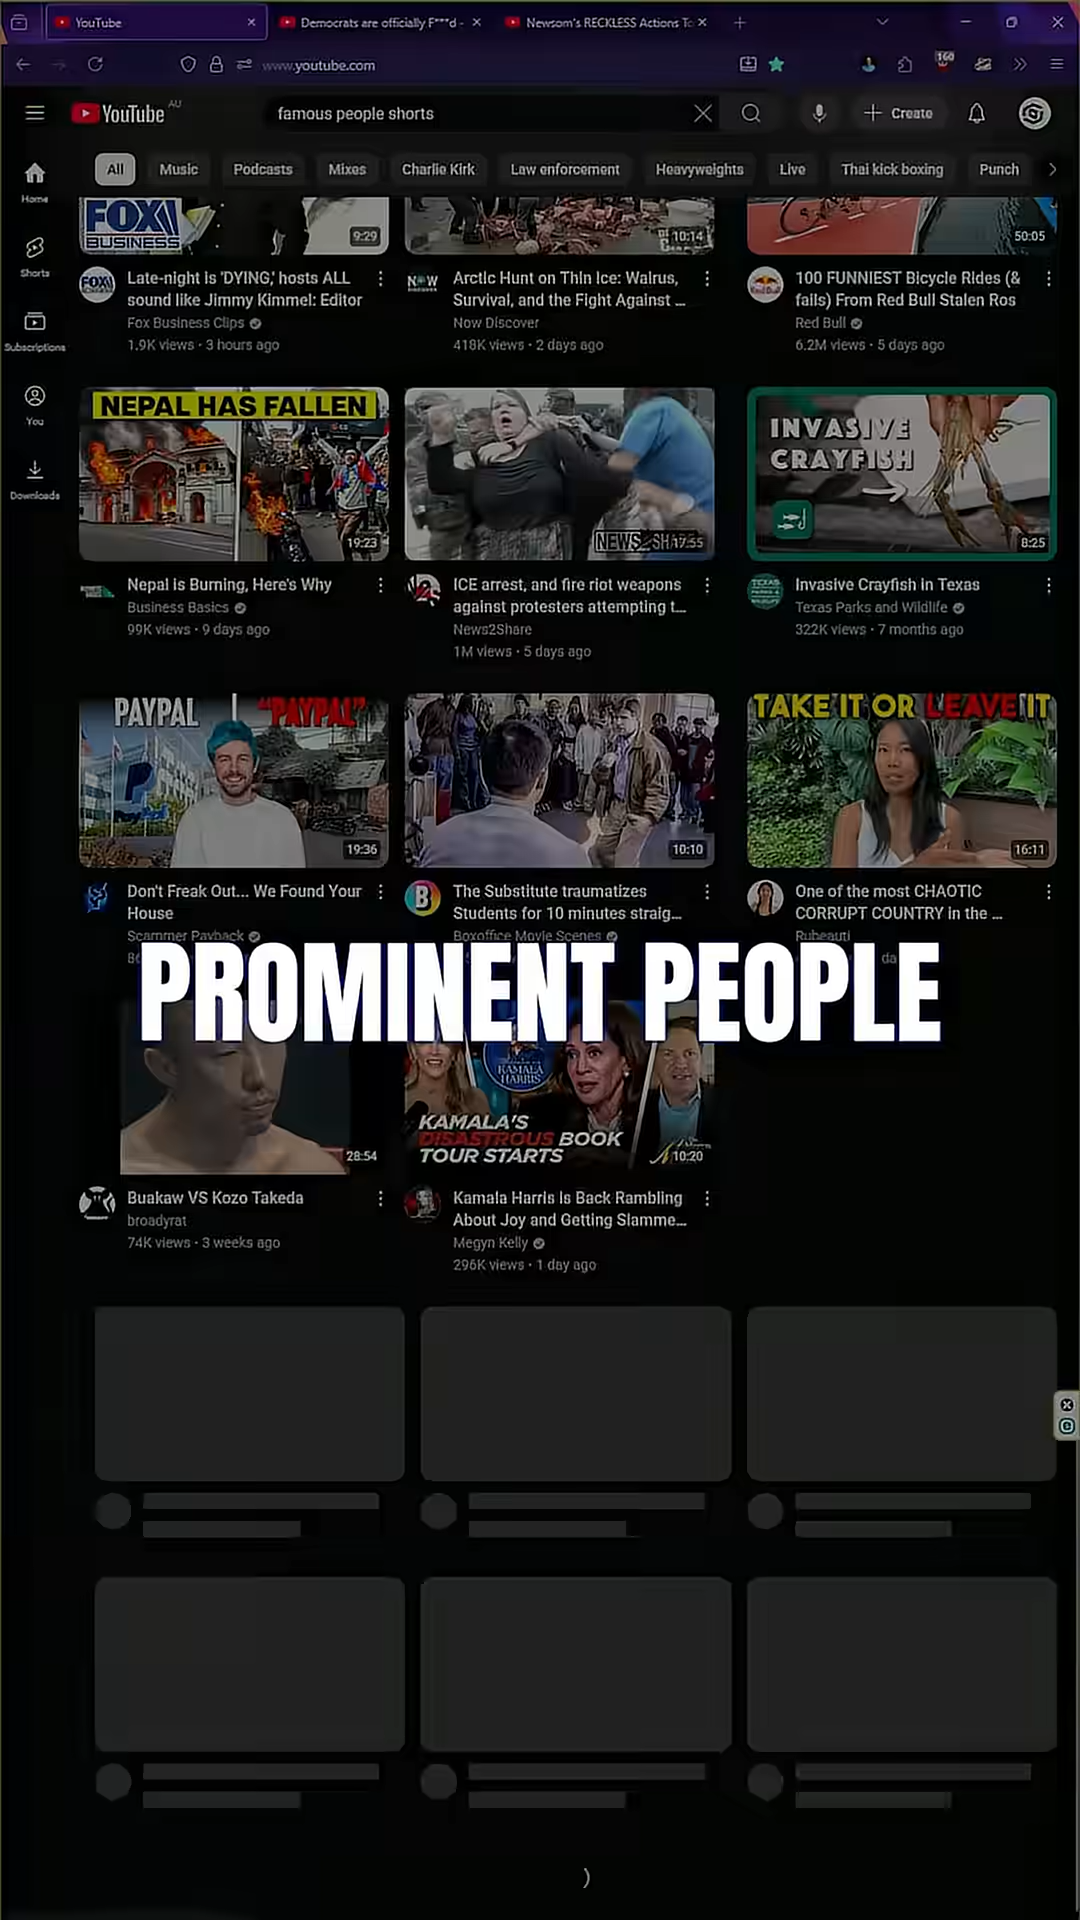 YouTube
Democrats are officially F***d -
Newsom's RECKLESS Actions To
www.youtube.com
160
YouTube AU
famous people shorts
Create
All
Music
Podcasts
Mixes
Charlie Kirk
Law enforcement
Heavyweights
Live
Thai kick boxing
Punch
Home
Shorts
Subscriptions
You
Downloads
FOX
BUSINESS
9:29
10:14
50:05
Late-night is 'DYING,' hosts ALL
sound like Jimmy Kimmel: Editor
Fox Business Clips
1.9K views • 3 hours ago
Arctic Hunt on Thin Ice: Walrus,
Survival, and the Fight Against ...
Now Discover
418K views • 2 days ago
100 FUNNIEST Bicycle Rides (&
fails) From Red Bull Stalen Ros
Red Bull
6.2M views • 5 days ago
NEPAL HAS FALLEN
19:23
NEWS2SHARE
17:55
INVASIVE
CRAYFISH
8:25
Nepal is Burning, Here's Why
Business Basics
99K views • 9 days ago
ICE arrest, and fire riot weapons
against protesters attempting t...
News2Share
1M views • 5 days ago
Invasive Crayfish in Texas
Texas Parks and Wildlife
322K views • 7 months ago
PAYPAL
"PAYPAL"
19:36
10:10
TAKE IT OR LEAVE IT
16:11
Don't Freak Out... We Found Your
House
Scammer Payback
The Substitute traumatizes
Students for 10 minutes straig...
Boxoffice Movie Scenes
One of the most CHAOTIC
CORRUPT COUNTRY in the ...
Rubeauti
PROMINENT PEOPLE
28:54
KAMALA
HARRIS
KAMALA'S
DISASTROUS BOOK
TOUR STARTS
10:20
Buakaw VS Kozo Takeda
broadyrat
74K views • 3 weeks ago
Kamala Harris is Back Rambling
About Joy and Getting Slamme...
Megyn Kelly
296K views • 1 day ago